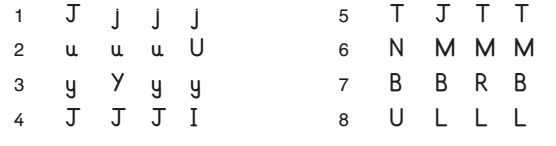 1 J j j j
2 u u u U
3 y Y y y
4 J J J I
5 T J T T
6 N M M M
7 B B R B
8 U L L L